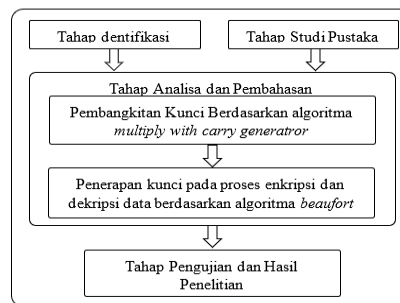 Tahap dentifikasi
Tahap Studi Pustaka
Tahap Analisa dan Pembahasan
Pembangkitan Kunci Berdasarkan algoritma
multiply with carry generatror
Penerapan kunci pada proses enkripsi dan
dekripsi data berdasarkan algoritma beaufort
Tahap Pengujian dan Hasil
Penelitian